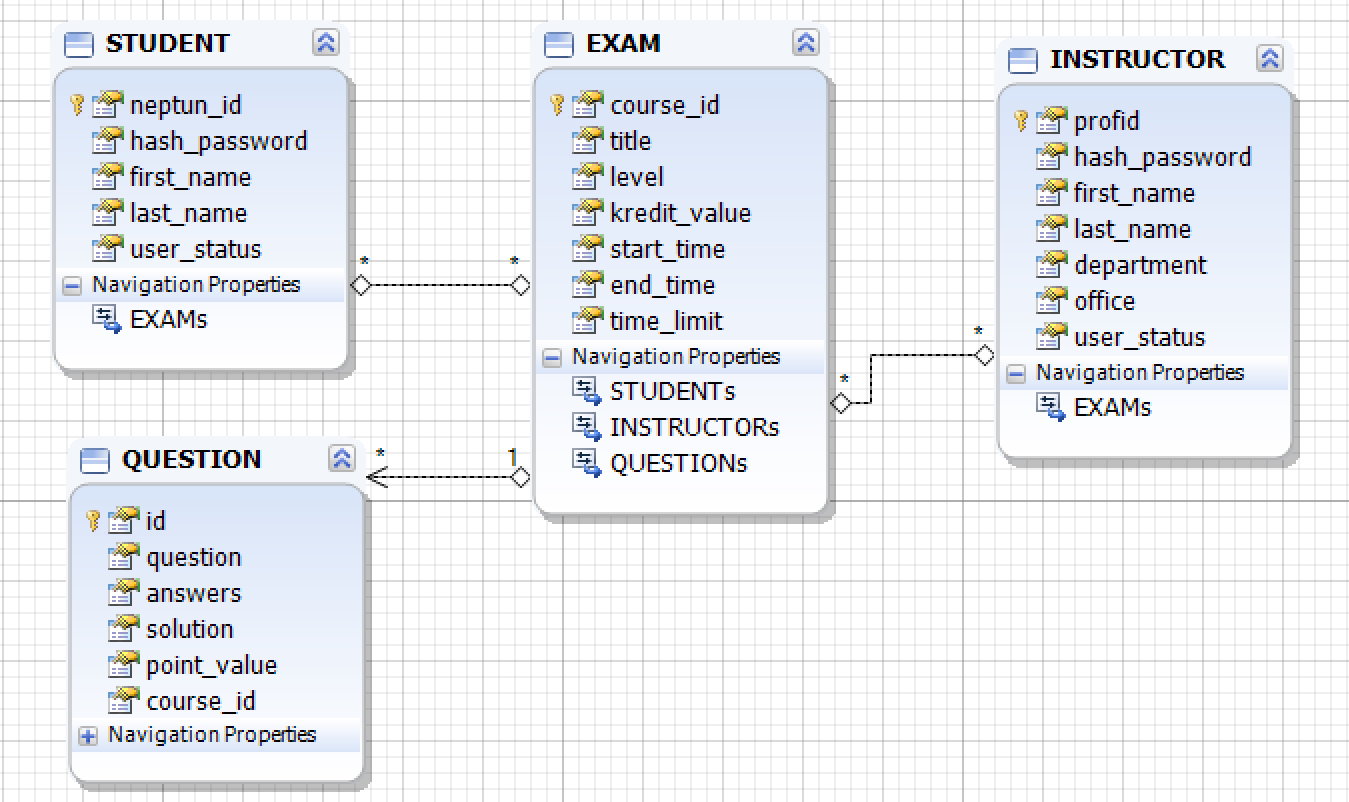 STUDENT
neptun_id
hash_password
first_name
last_name
user_status
Navigation Properties
EXAMs
*
*
EXAM
course_id
title
level
kredit_value
start_time
end_time
time_limit
Navigation Properties
STUDENTs
INSTRUCTORs
QUESTIONs
*
*
INSTRUCTOR
profid
hash_password
first_name
last_name
department
office
user_status
Navigation Properties
EXAMs
QUESTION
id
question
answers
solution
point_value
course_id
Navigation Properties
*
1